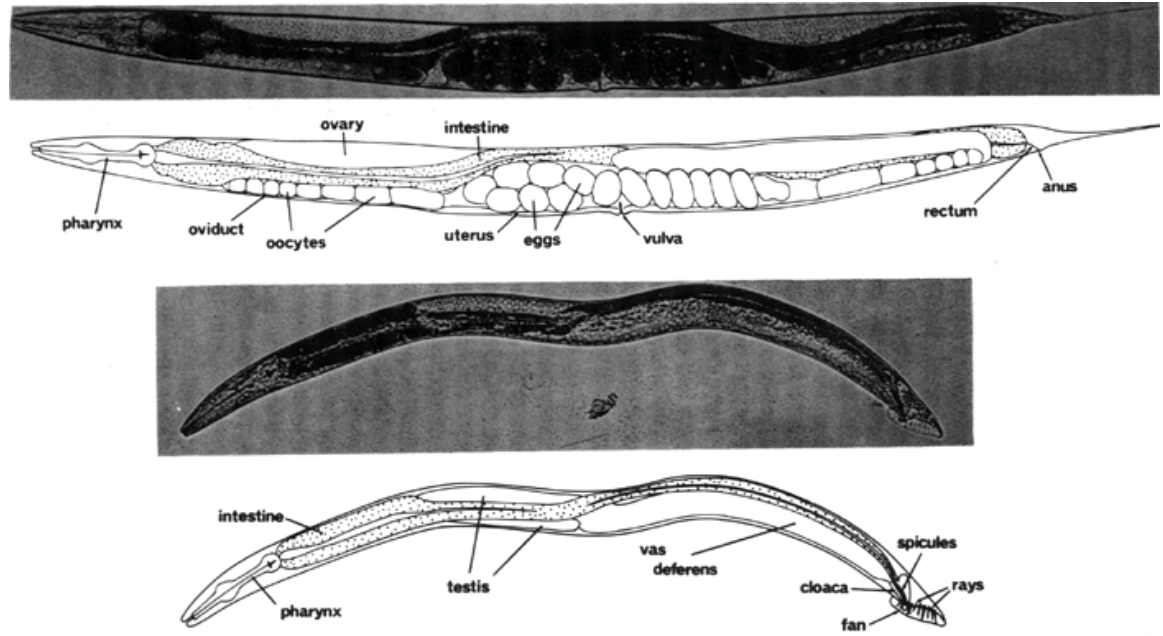 ovary
intestine
pharynx
oviduct
oocytes
uterus
eggs
vulva
rectum
anus
intestine
pharynx
testis
vas
deferens
spicules
cloaca
rays
fan